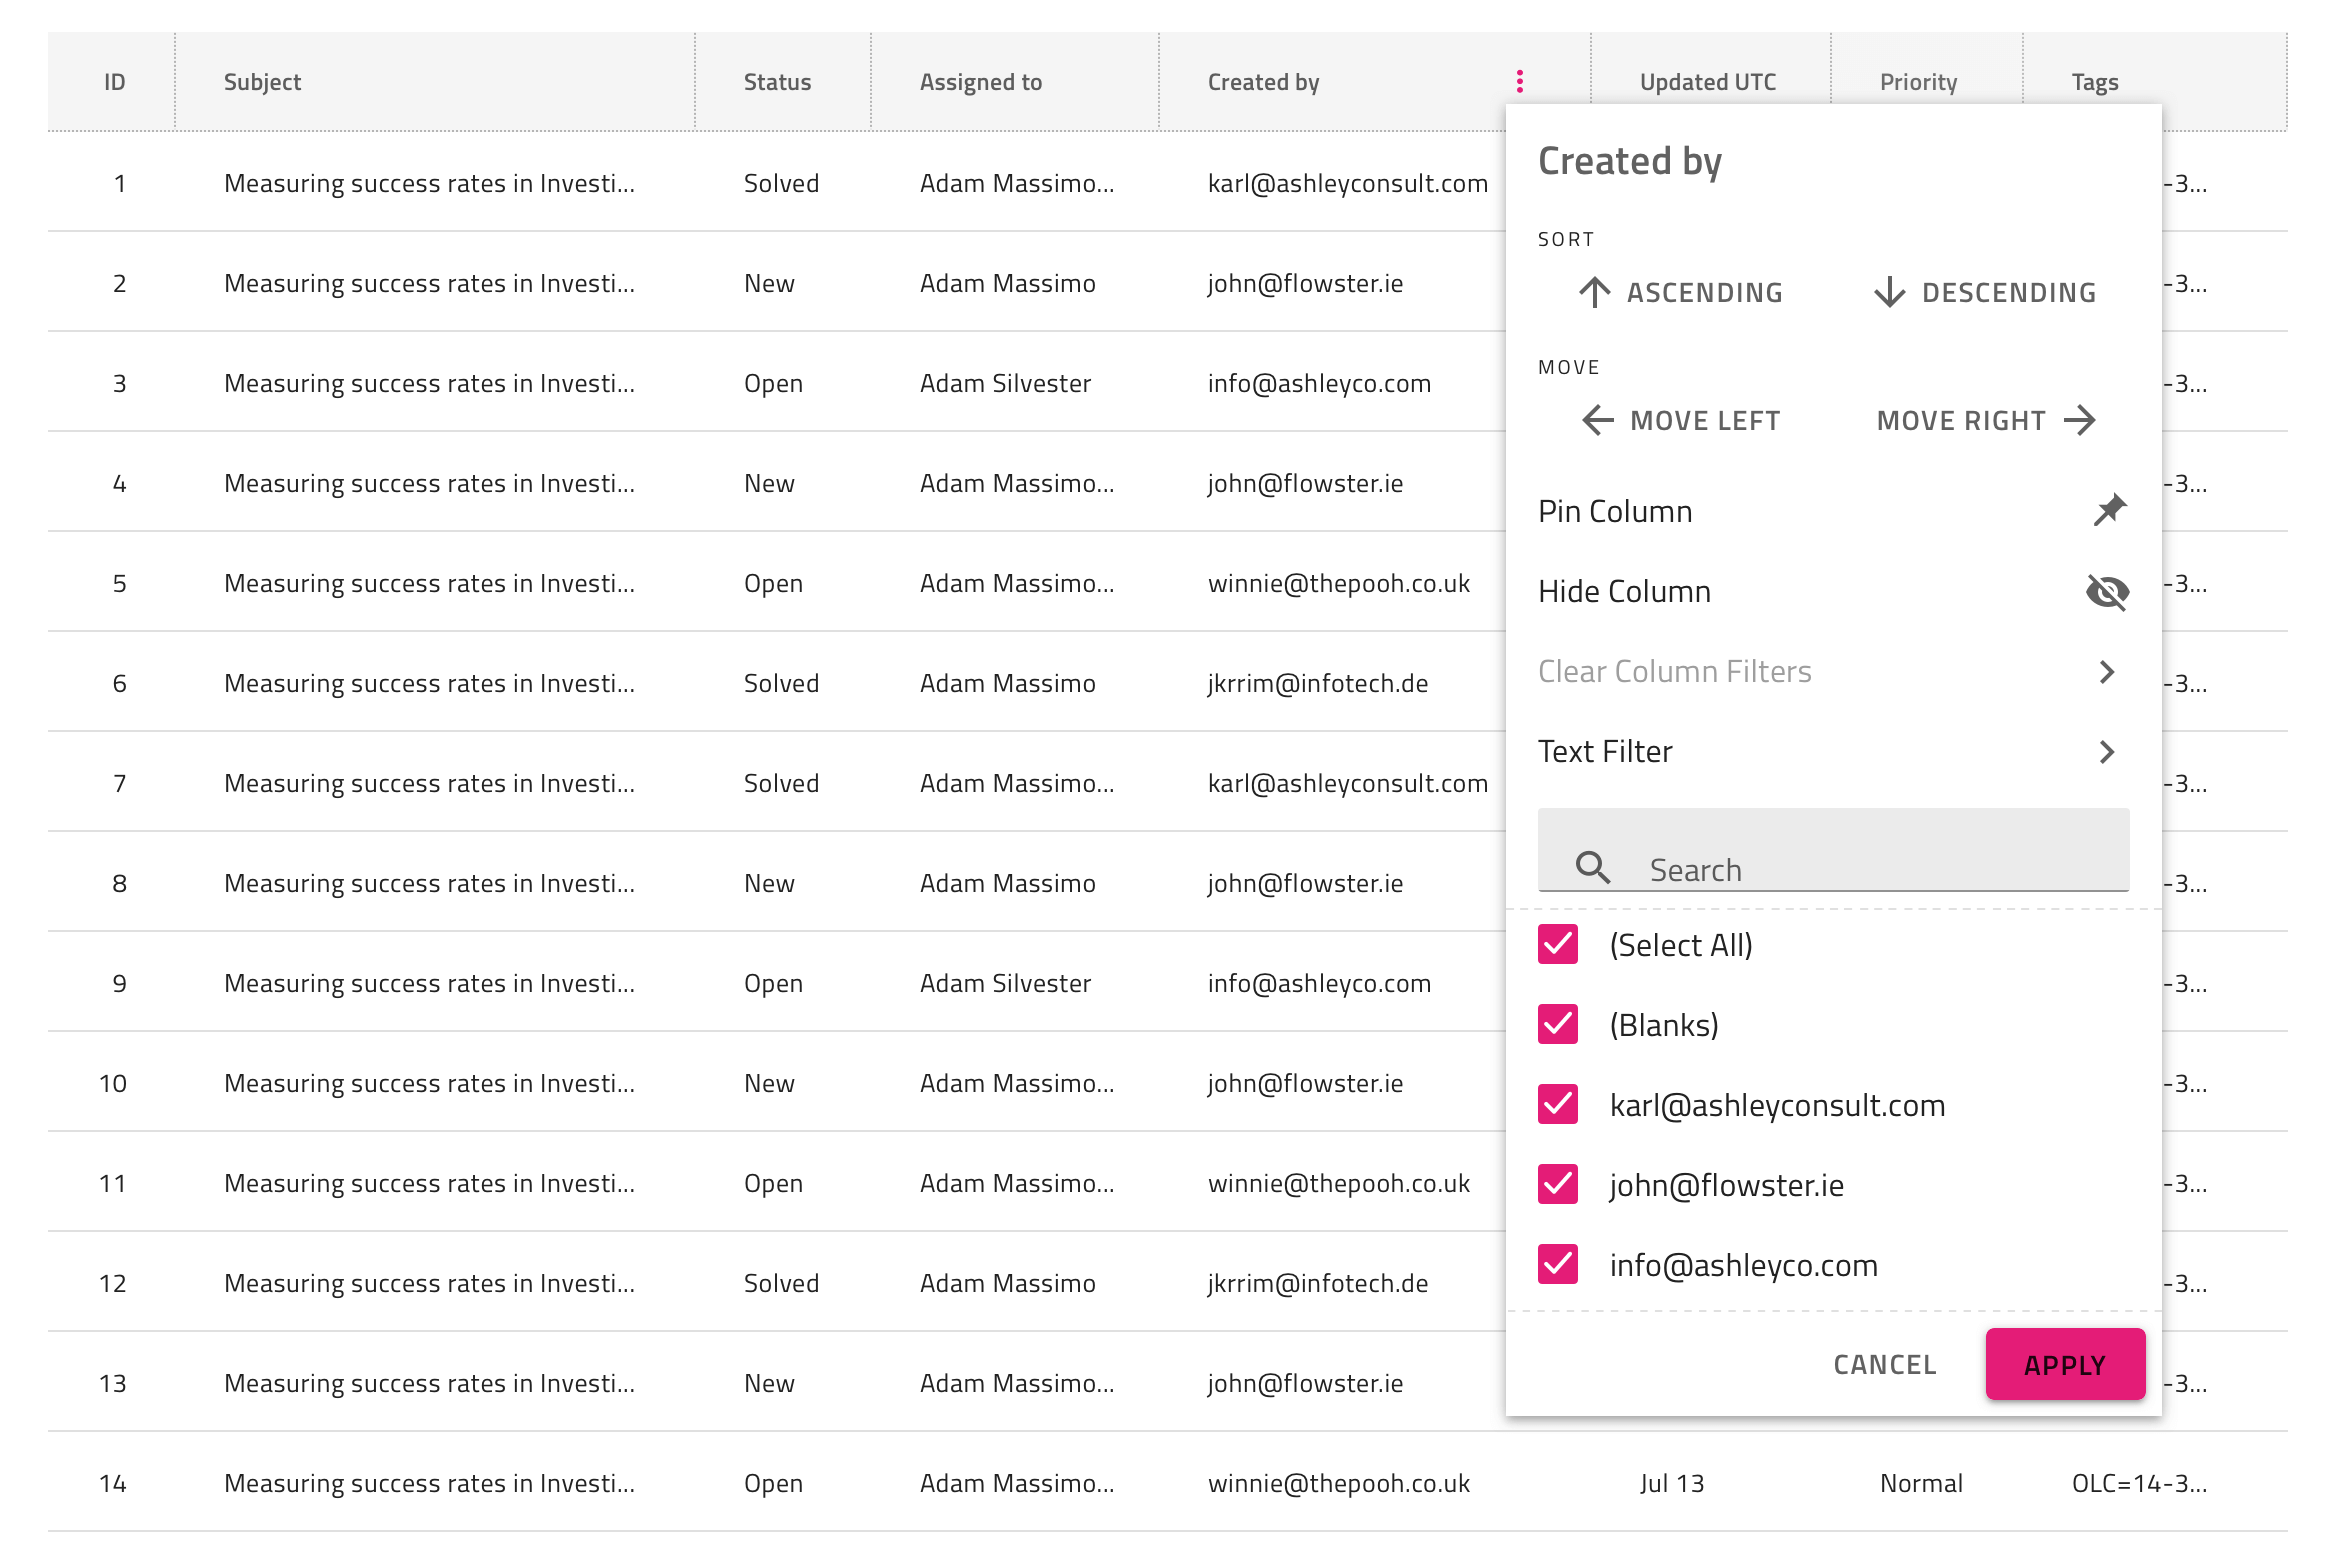 ID Subject Status Assigned to Created by Updated UTC Priority Tags
1 Measuring success rates in Investi... Solved Adam Massimo... karl@ashleyconsult.com -3...
2 Measuring success rates in Investi... New Adam Massimo john@flowster.ie -3...
3 Measuring success rates in Investi... Open Adam Silvester info@ashleyco.com -3...
4 Measuring success rates in Investi... New Adam Massimo... john@flowster.ie -3...
5 Measuring success rates in Investi... Open Adam Massimo... winnie@thepooh.co.uk -3...
6 Measuring success rates in Investi... Solved Adam Massimo jkrrim@infotech.de -3...
7 Measuring success rates in Investi... Solved Adam Massimo... karl@ashleyconsult.com -3...
8 Measuring success rates in Investi... New Adam Massimo john@flowster.ie -3...
9 Measuring success rates in Investi... Open Adam Silvester info@ashleyco.com -3...
10 Measuring success rates in Investi... New Adam Massimo... john@flowster.ie -3...
11 Measuring success rates in Investi... Open Adam Massimo... winnie@thepooh.co.uk -3...
12 Measuring success rates in Investi... Solved Adam Massimo jkrrim@infotech.de -3...
13 Measuring success rates in Investi... New Adam Massimo... john@flowster.ie -3...
14 Measuring success rates in Investi... Open Adam Massimo... winnie@thepooh.co.uk Jul 13 Normal OLC=14-3...
Created by
SORT
ASCENDING DESCENDING
MOVE
MOVE LEFT MOVE RIGHT
Pin Column
Hide Column
Clear Column Filters
Text Filter
Search
(Select All)
(Blanks)
karl@ashleyconsult.com
john@flowster.ie
info@ashleyco.com
CANCEL APPLY